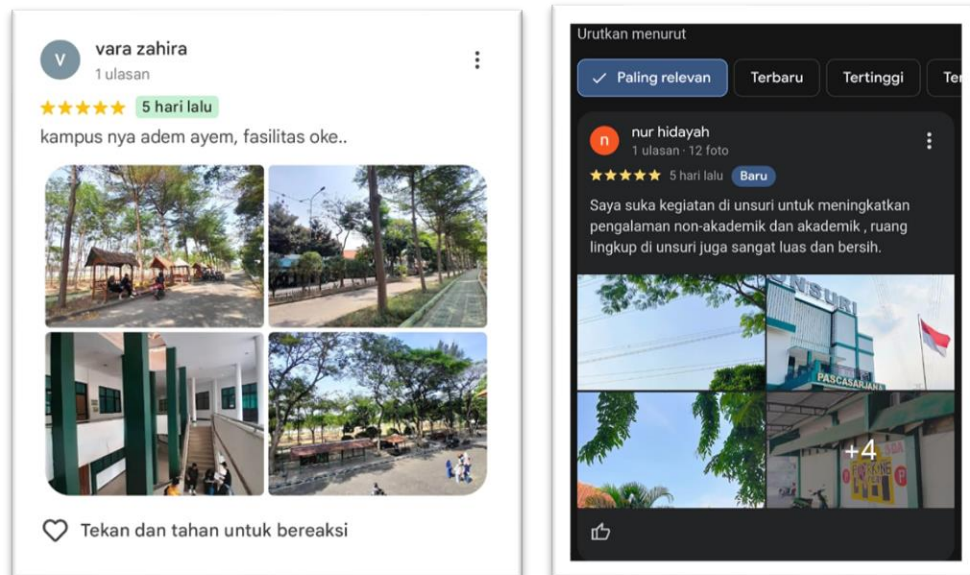 V
vara zahira
1 ulasan
5 hari lalu
kampus nya adem ayem, fasilitas oke..
Tekan dan tahan untuk bereaksi
Urutkan menurut
Paling relevan Terbaru Tertinggi Ter
n
nur hidayah
1 ulasan · 12 foto
5 hari lalu Baru
Saya suka kegiatan di unsuri untuk meningkatkan
pengalaman non-akademik dan akademik , ruang
lingkup di unsuri juga sangat luas dan bersih.
UNSURI
PASCASARJANA
+4
P
P